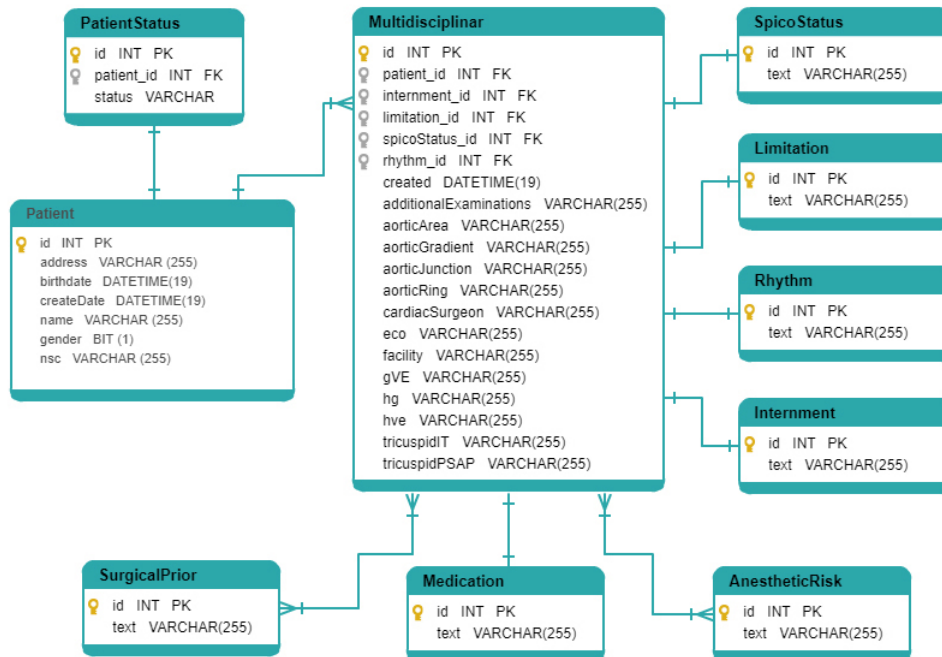 PatientStatus
id INT PK
patient_id INT FK
status VARCHAR
Patient
id INT PK
address VARCHAR (255)
birthdate DATETIME(19)
createDate DATETIME(19)
name VARCHAR (255)
gender BIT (1)
nsc VARCHAR (255)
Multidisciplinar
id INT PK
patient_id INT FK
internment_id INT FK
limitation_id INT FK
spicoStatus_id INT FK
rhythm_id INT FK
created DATETIME(19)
additionalExaminations VARCHAR(255)
aorticArea VARCHAR(255)
aorticGradient VARCHAR(255)
aorticJunction VARCHAR(255)
aorticRing VARCHAR(255)
cardiacSurgeon VARCHAR(255)
eco VARCHAR(255)
facility VARCHAR(255)
gVE VARCHAR(255)
hg VARCHAR(255)
hve VARCHAR(255)
tricuspidIT VARCHAR(255)
tricuspidPSAP VARCHAR(255)
SpicoStatus
id INT PK
text VARCHAR(255)
Limitation
id INT PK
text VARCHAR(255)
Rhythm
id INT PK
text VARCHAR(255)
Internment
id INT PK
text VARCHAR(255)
SurgicalPrior
id INT PK
text VARCHAR(255)
Medication
id INT PK
text VARCHAR(255)
AnestheticRisk
id INT PK
text VARCHAR(255)